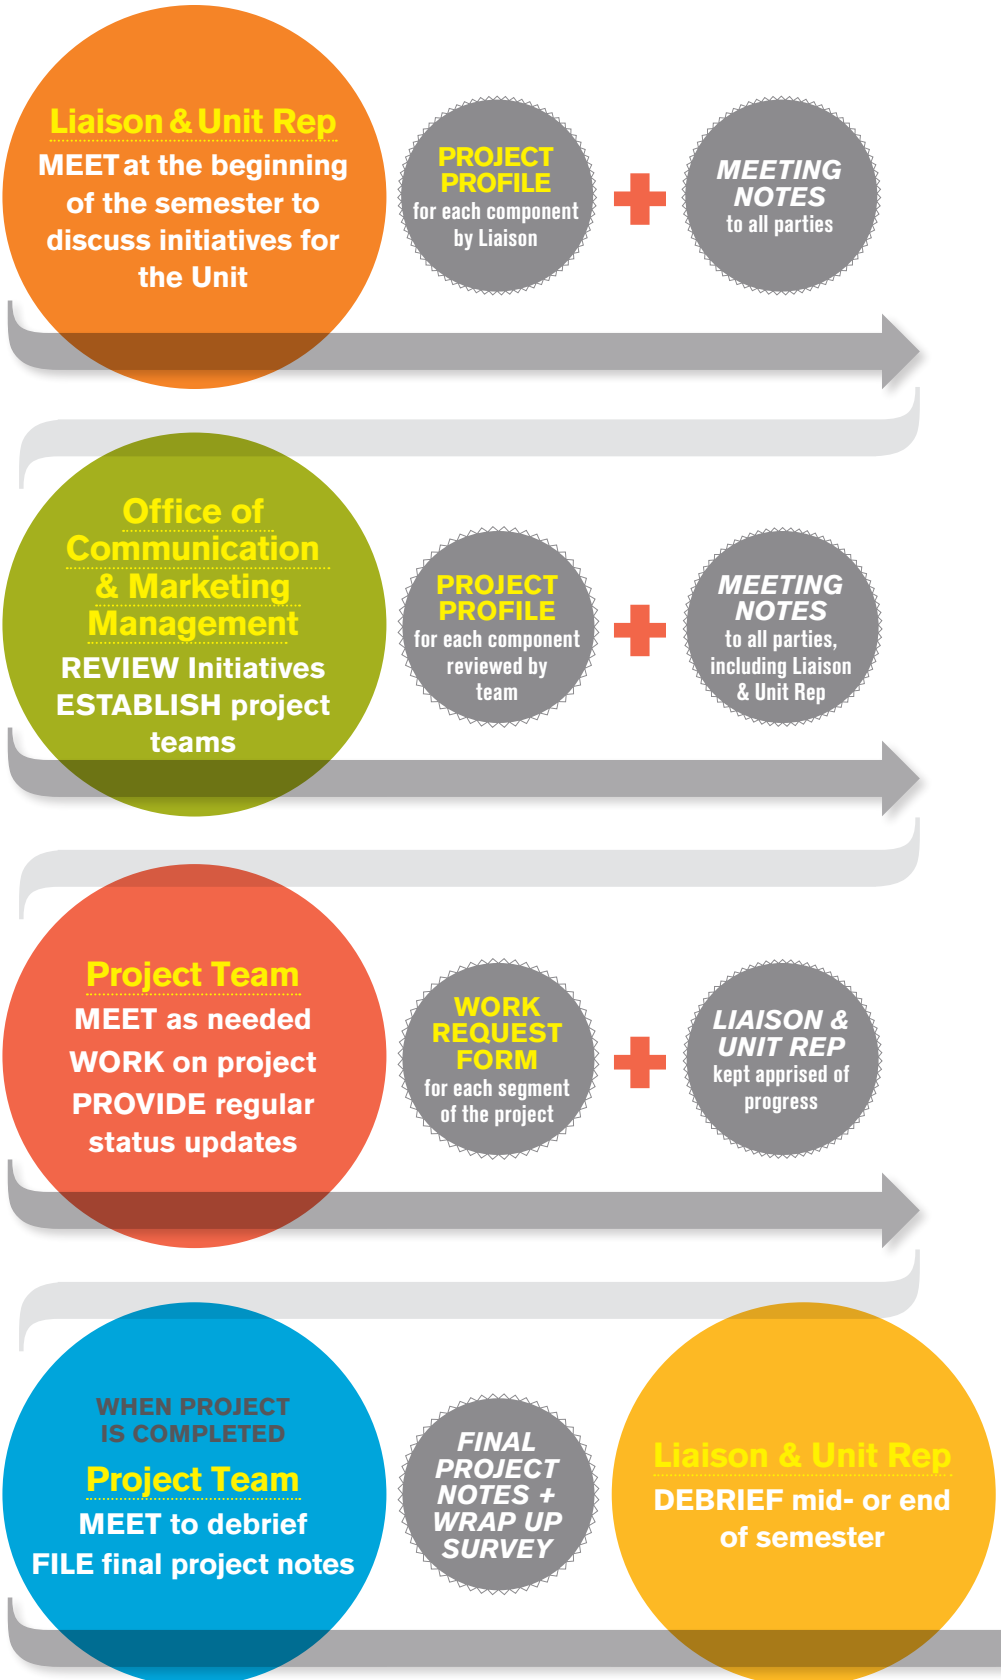 Liaison & Unit Rep
MEET at the beginning
of the semester to
discuss initiatives for
the Unit
PROJECT
PROFILE
for each component
by Liaison
MEETING
NOTES
to all parties
Office of
Communication
& Marketing
Management
REVIEW Initiatives
ESTABLISH project
teams
PROJECT
PROFILE
for each component
reviewed by
team
MEETING
NOTES
to all parties,
including Liaison
& Unit Rep
Project Team
MEET as needed
WORK on project
PROVIDE regular
status updates
WORK
REQUEST
FORM
for each segment
of the project
LIAISON &
UNIT REP
kept apprised of
progress
WHEN PROJECT
IS COMPLETED
Project Team
MEET to debrief
FILE final project notes
FINAL
PROJECT
NOTES +
WRAP UP
SURVEY
Liaison & Unit Rep
DEBRIEF mid- or end
of semester